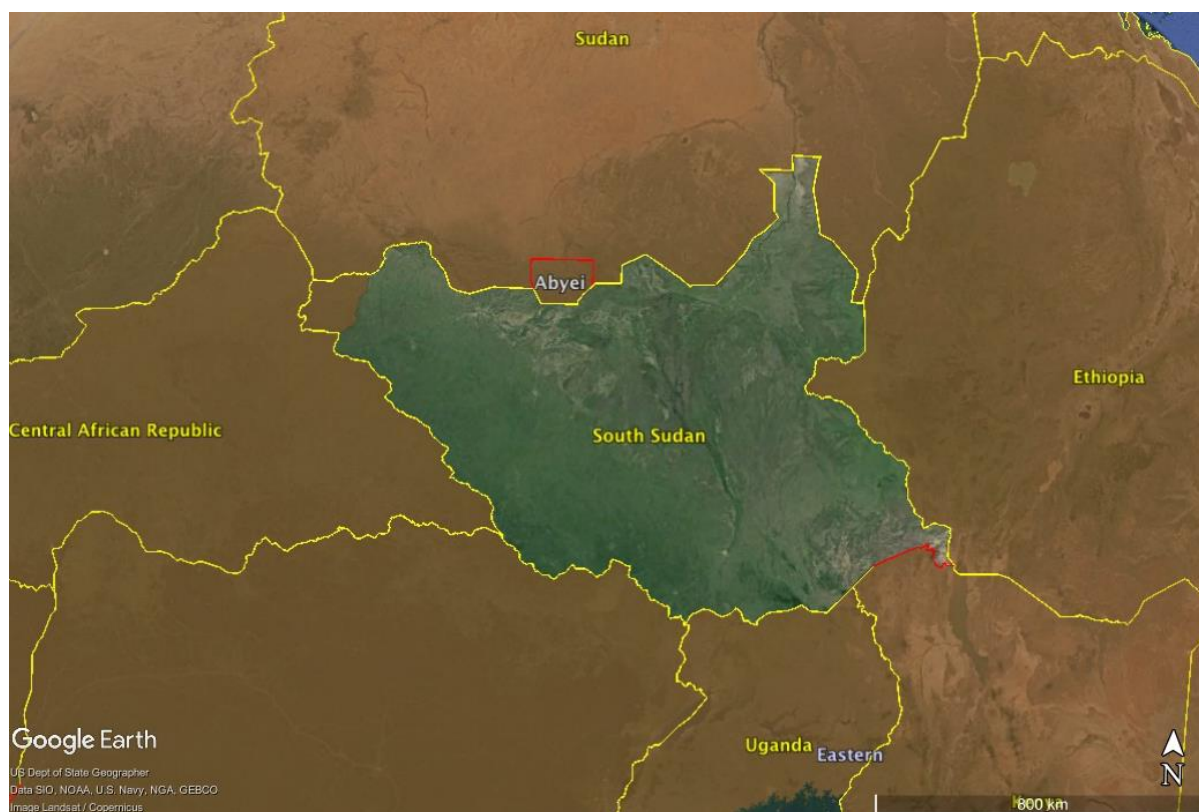 Sudan
Abyei
Ethiopia
Central African Republic
South Sudan
Google Earth
Uganda
Eastern
N
US Dept of State Geographer
Data SIO, NOAA, U.S. Navy, NGA, GEBCO
Image Landsat / Copernicus
800 km